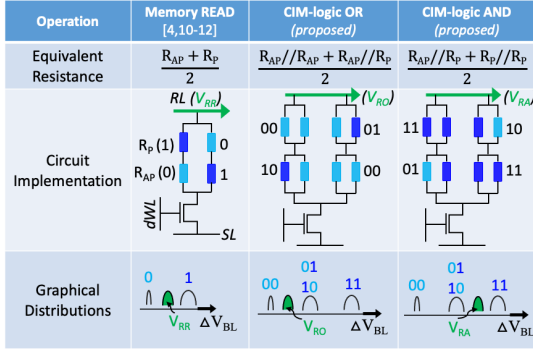 Operation
Memory READ
[4,10-12]
CIM-logic OR
(proposed)
CIM-logic AND
(proposed)
Equivalent
Resistance
R_AP + R_P
2
R_AP//R_AP + R_AP//R_P
2
R_AP//R_P + R_P//R_P
2
Circuit
Implementation
RL (V_RR)
R_P (1)
0
R_AP (0)
1
dWL
SL
(V_RO)
00
01
10
00
(V_RA)
11
10
01
11
Graphical
Distributions
0
1
V_RR
ΔV_BL
01
00
10
11
V_RO
ΔV_BL
01
00
10
11
V_RA
ΔV_BL